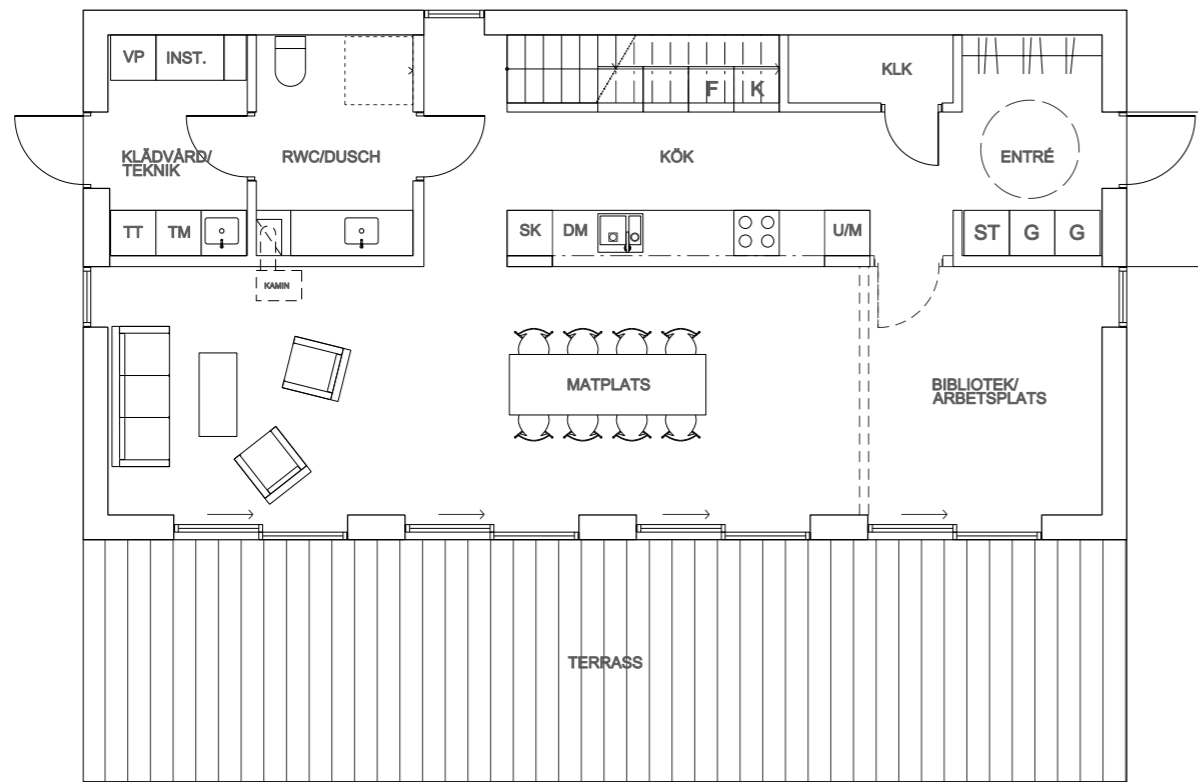 VP
INST.
F
K
KLK
KLÄDVÅRD/
TEKNIK
RWC/DUSCH
KÖK
ENTRÉ
TT
TM
SK
DM
U/M
ST
G
G
KAMIN
MATPLATS
BIBLIOTEK/
ARBETSPLATS
TERRASS